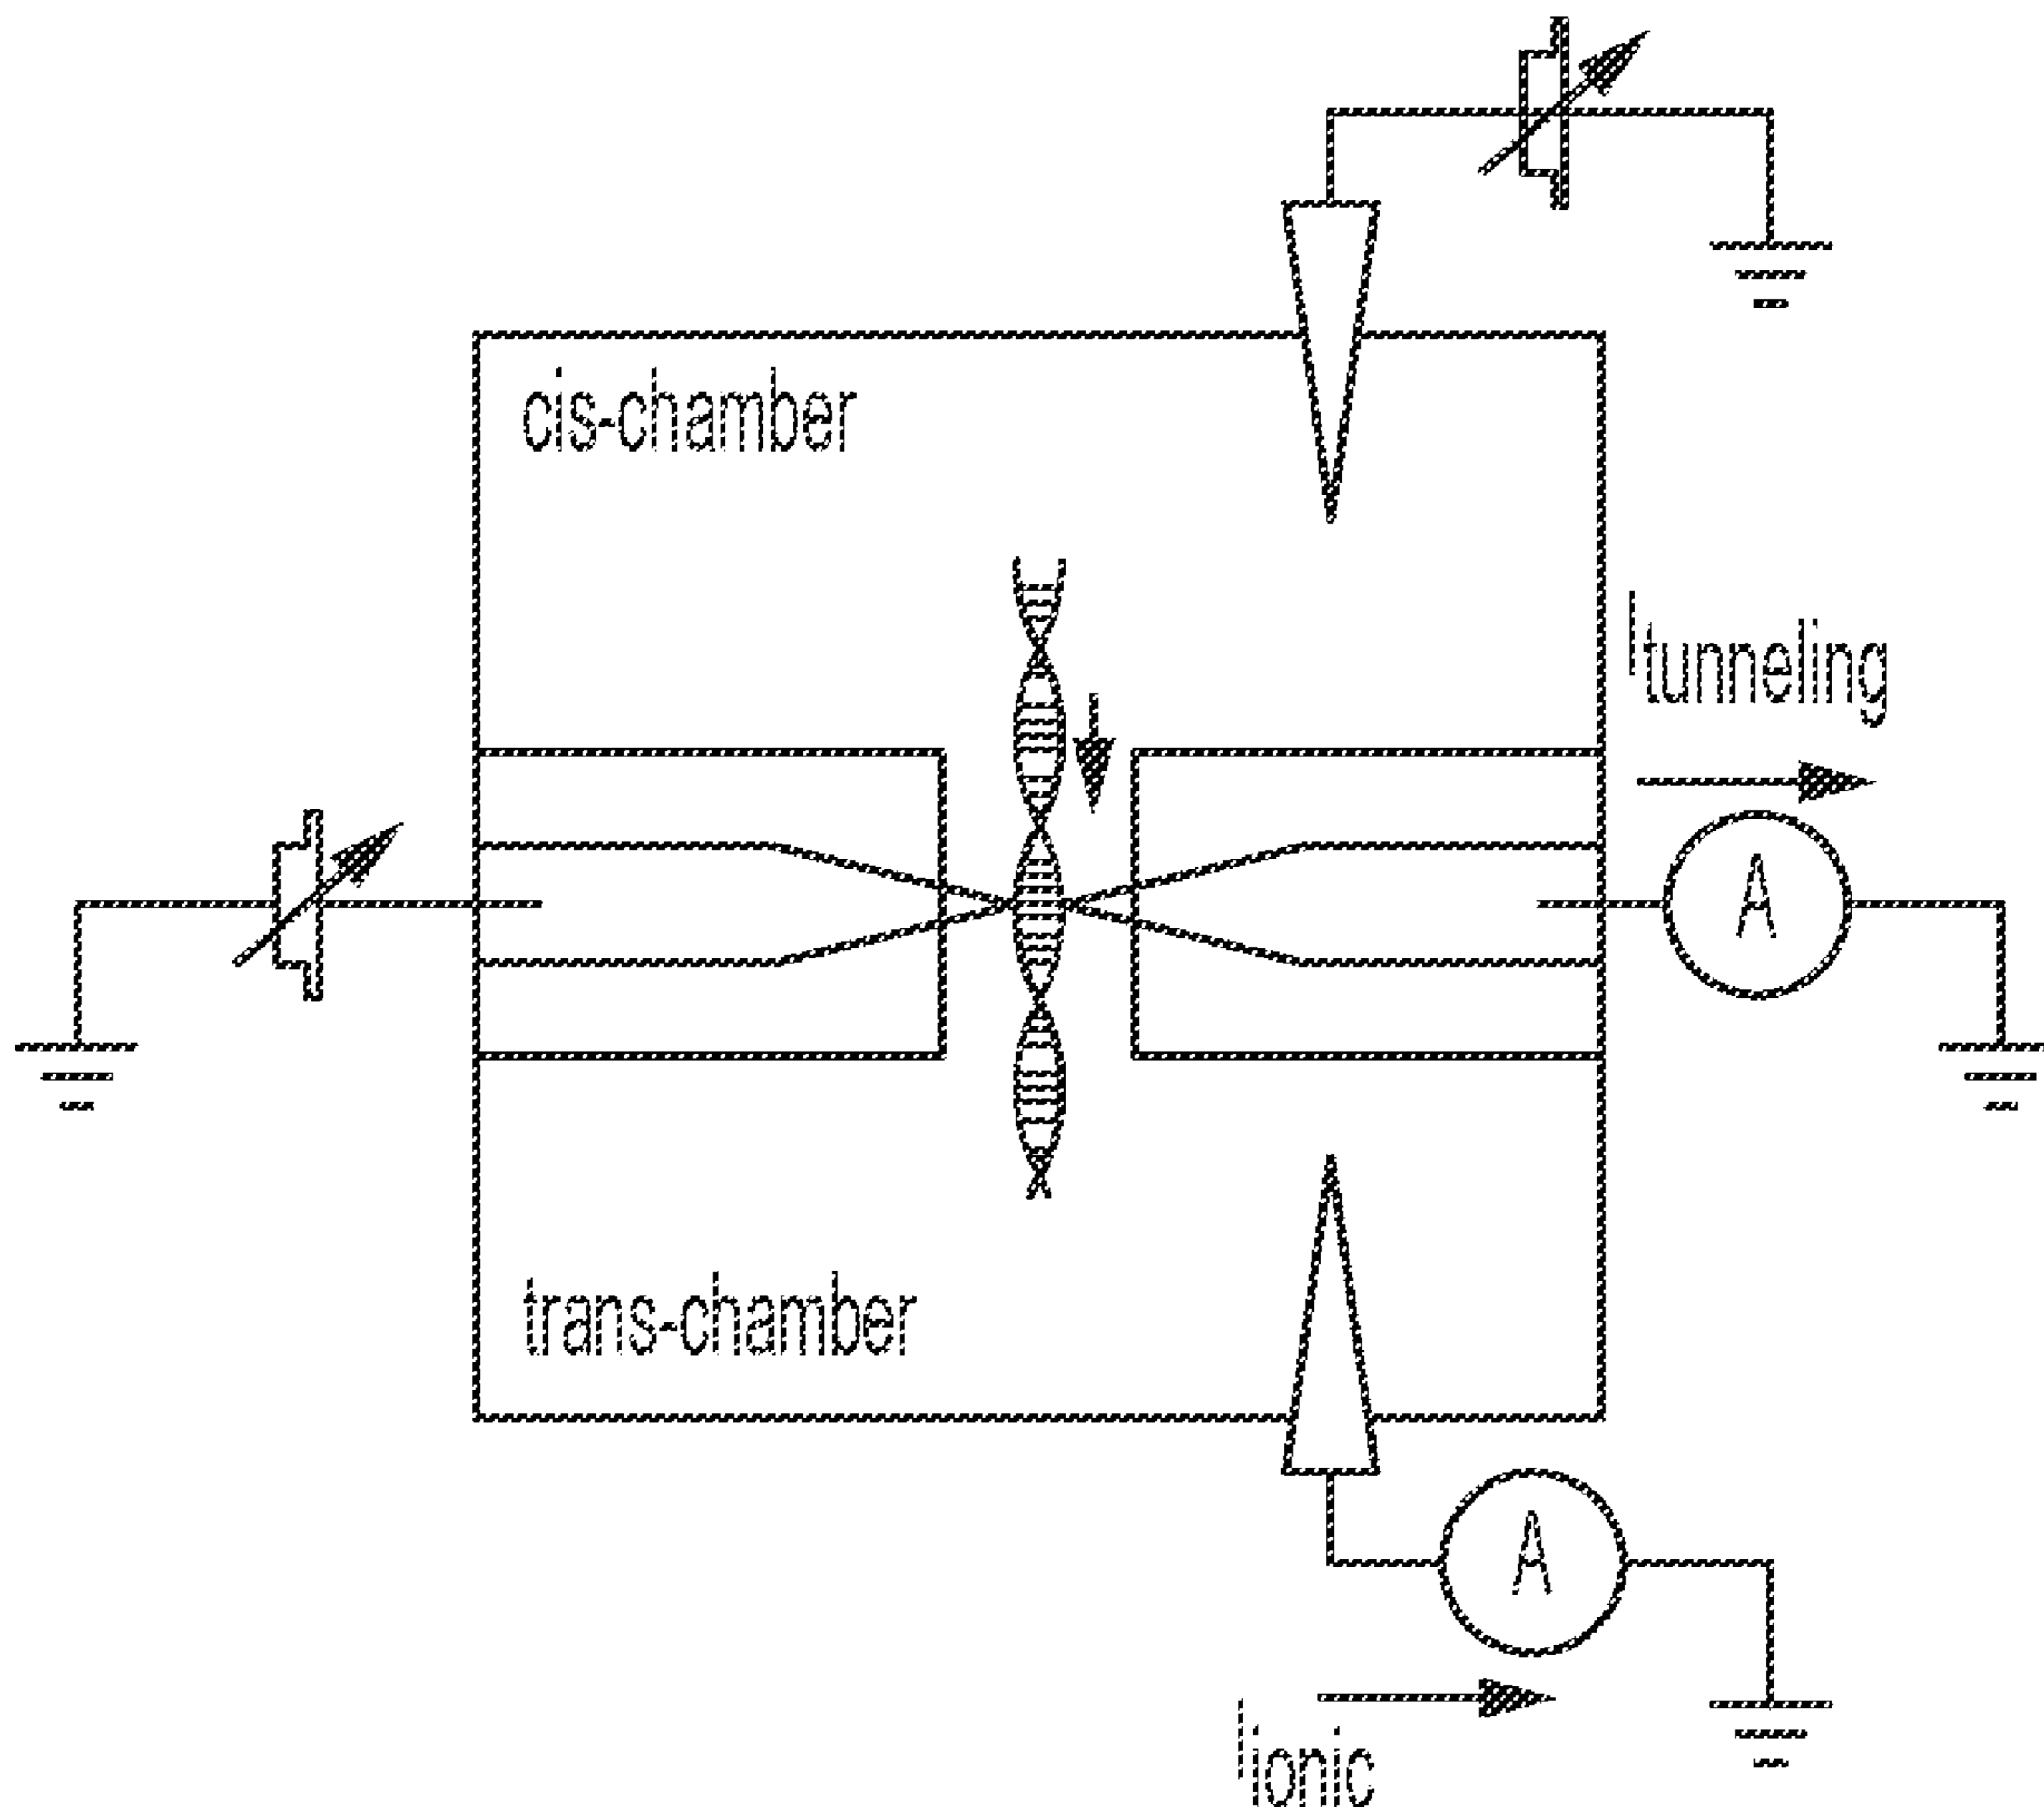 cis-chamber
Itunneling
A
trans-chamber
A
Iionic